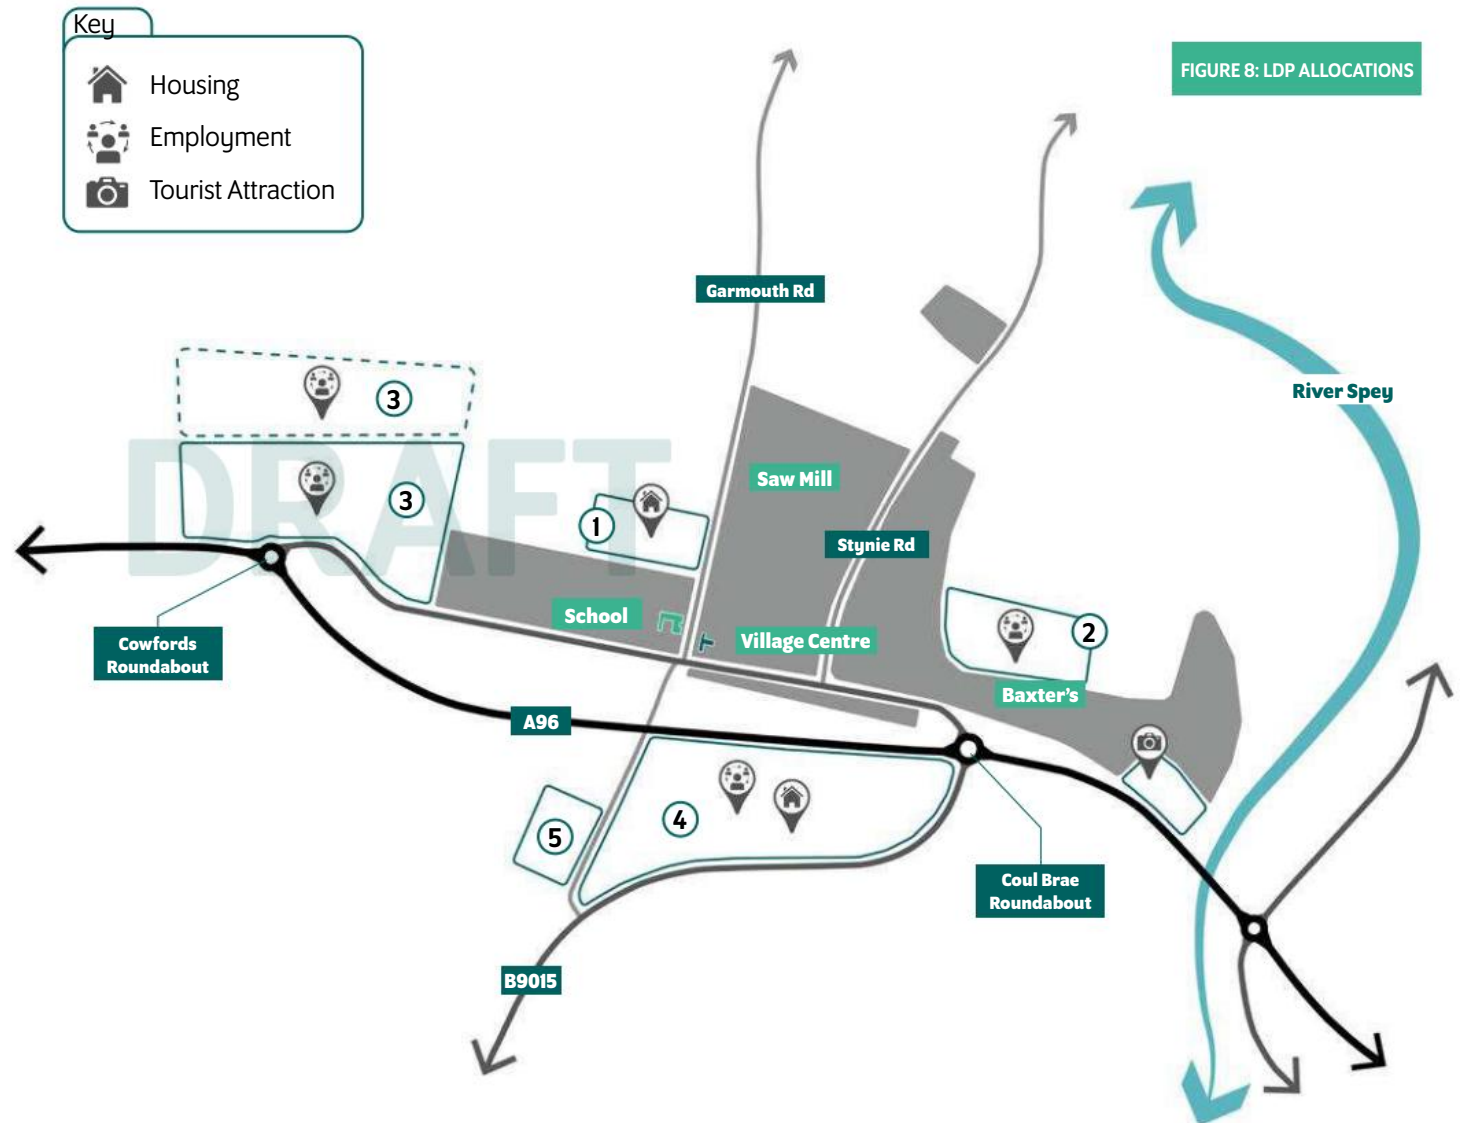 Key
Housing
Employment
Tourist Attraction
FIGURE 8: LDP ALLOCATIONS
Garmouth Rd
River Spey
3
DRAFT
3
Saw Mill
1
Stynie Rd
School
Village Centre
2
Cowfords
Roundabout
Baxter's
A96
4
5
Coul Brae
Roundabout
B9015